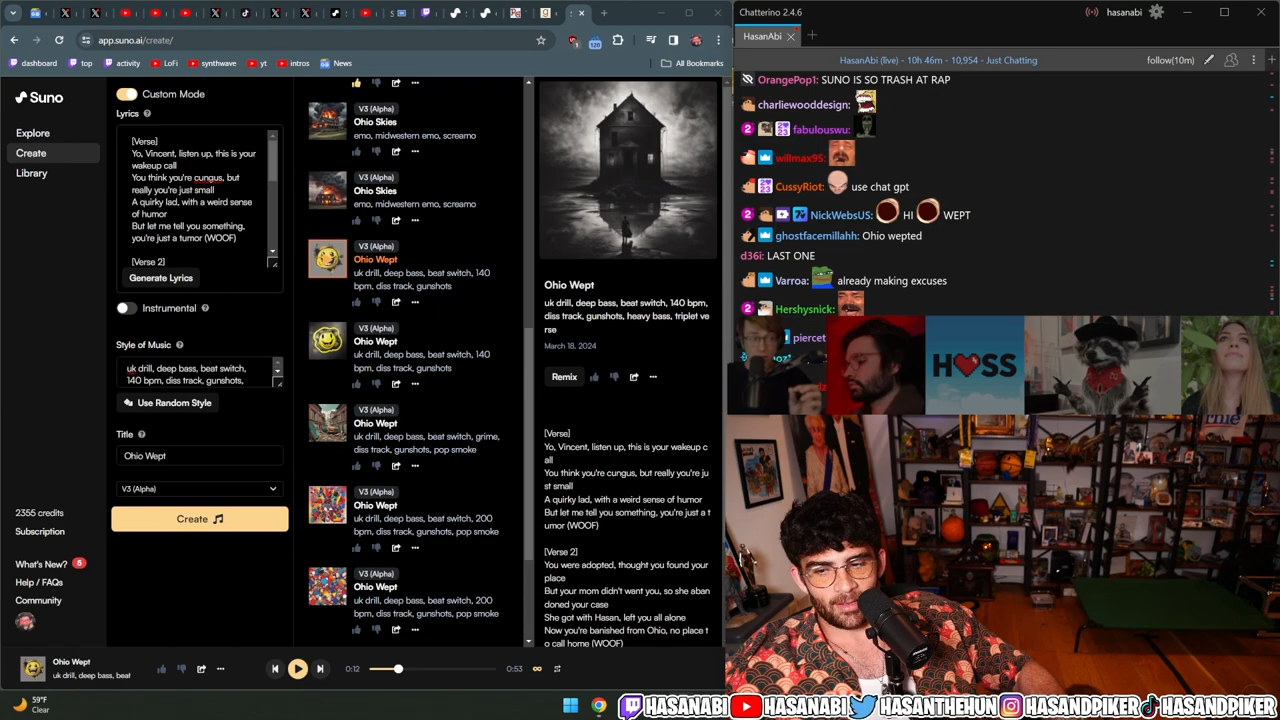 app.suno.ai/create/
120
dashboard
top
activity
LoFi
synthwave
yt
intros
News
All Bookmarks
Suno
Explore
Create
Library
2355 credits
Subscription
What's New?
6
Help / FAQs
Community
Custom Mode
Lyrics
[Verse]
Yo, Vincent, listen up, this is your
wakeup call
You think you're cungus, but
really you're just small
A quirky lad, with a weird sense
of humor
But let me tell you something,
you're just a tumor (WOOF)
[Verse 2]
Generate Lyrics
Instrumental
Style of Music
uk drill, deep bass, beat switch,
140 bpm, diss track, gunshots,
Use Random Style
Title
Ohio Wept
V3 (Alpha)
Create
V3 (Alpha)
Ohio Skies
emo, midwestern emo, screamo
V3 (Alpha)
Ohio Skies
emo, midwestern emo, screamo
V3 (Alpha)
Ohio Wept
uk drill, deep bass, beat switch, 140
bpm, diss track, gunshots,
V3 (Alpha)
Ohio Wept
uk drill, deep bass, beat switch, 140
bpm, diss track, gunshots,
V3 (Alpha)
Ohio Wept
uk drill, deep bass, beat switch, grime,
diss track, gunshots, pop smoke
V3 (Alpha)
Ohio Wept
uk drill, deep bass, beat switch, 200
bpm, diss track, gunshots, pop smoke
V3 (Alpha)
Ohio Wept
uk drill, deep bass, beat switch, 200
bpm, diss track, gunshots, pop smoke
Ohio Wept
uk drill, deep bass, beat switch, 140 bpm,
diss track, gunshots, heavy bass, triplet ve
rse
March 18, 2024
Remix
[Verse]
Yo, Vincent, listen up, this is your wakeup c
all
You think you're cungus, but really you're ju
st small
A quirky lad, with a weird sense of humor
But let me tell you something, you're just a t
umor (WOOF)
[Verse 2]
You were adopted, thought you found your
place
But your mom didn't want you, so she aban
doned your case
She got with Hasan, left you all alone
Now you're banished from Ohio, no place t
o call home (WOOF)
Ohio Wept
uk drill, deep bass, beat
0:12
0:53
59°F
Clear
Chatterino 2.4.6
hasanabi
HasanAbi
HasanAbi (live) - 10h 46m - 10,954 - Just Chatting
follow(10m)
OrangePop1: SUNO IS SO TRASH AT RAP
charliewooddesign:
fabulouswu:
willmax95:
CussyRiot: use chat gpt
NickWebsUS: HI WEPT
ghostfacemillahh: Ohio wepted
d36i: LAST ONE
Varroa: already making excuses
Hershysnick:
piercet
HOSS
HASANABI HASANABI HASANTHEHUN HASANDPIKER HASANDPIKER